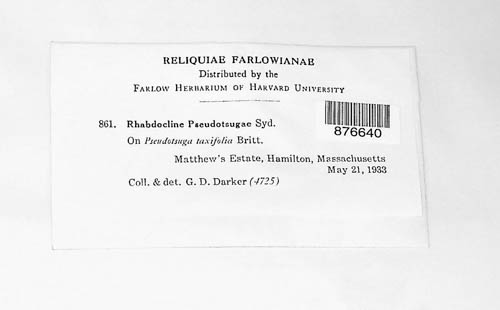 RELIQUIAE FARLOWIANAE
Distributed by the
FARLOW HERBARIUM OF HARVARD UNIVERSITY
876640
861. Rhabdocline Pseudotsugae Syd.
On Pseudotsuga taxifolia Britt.
Matthew's Estate, Hamilton, Massachusetts
May 21, 1933
Coll. & det. G. D. Darker (4725)